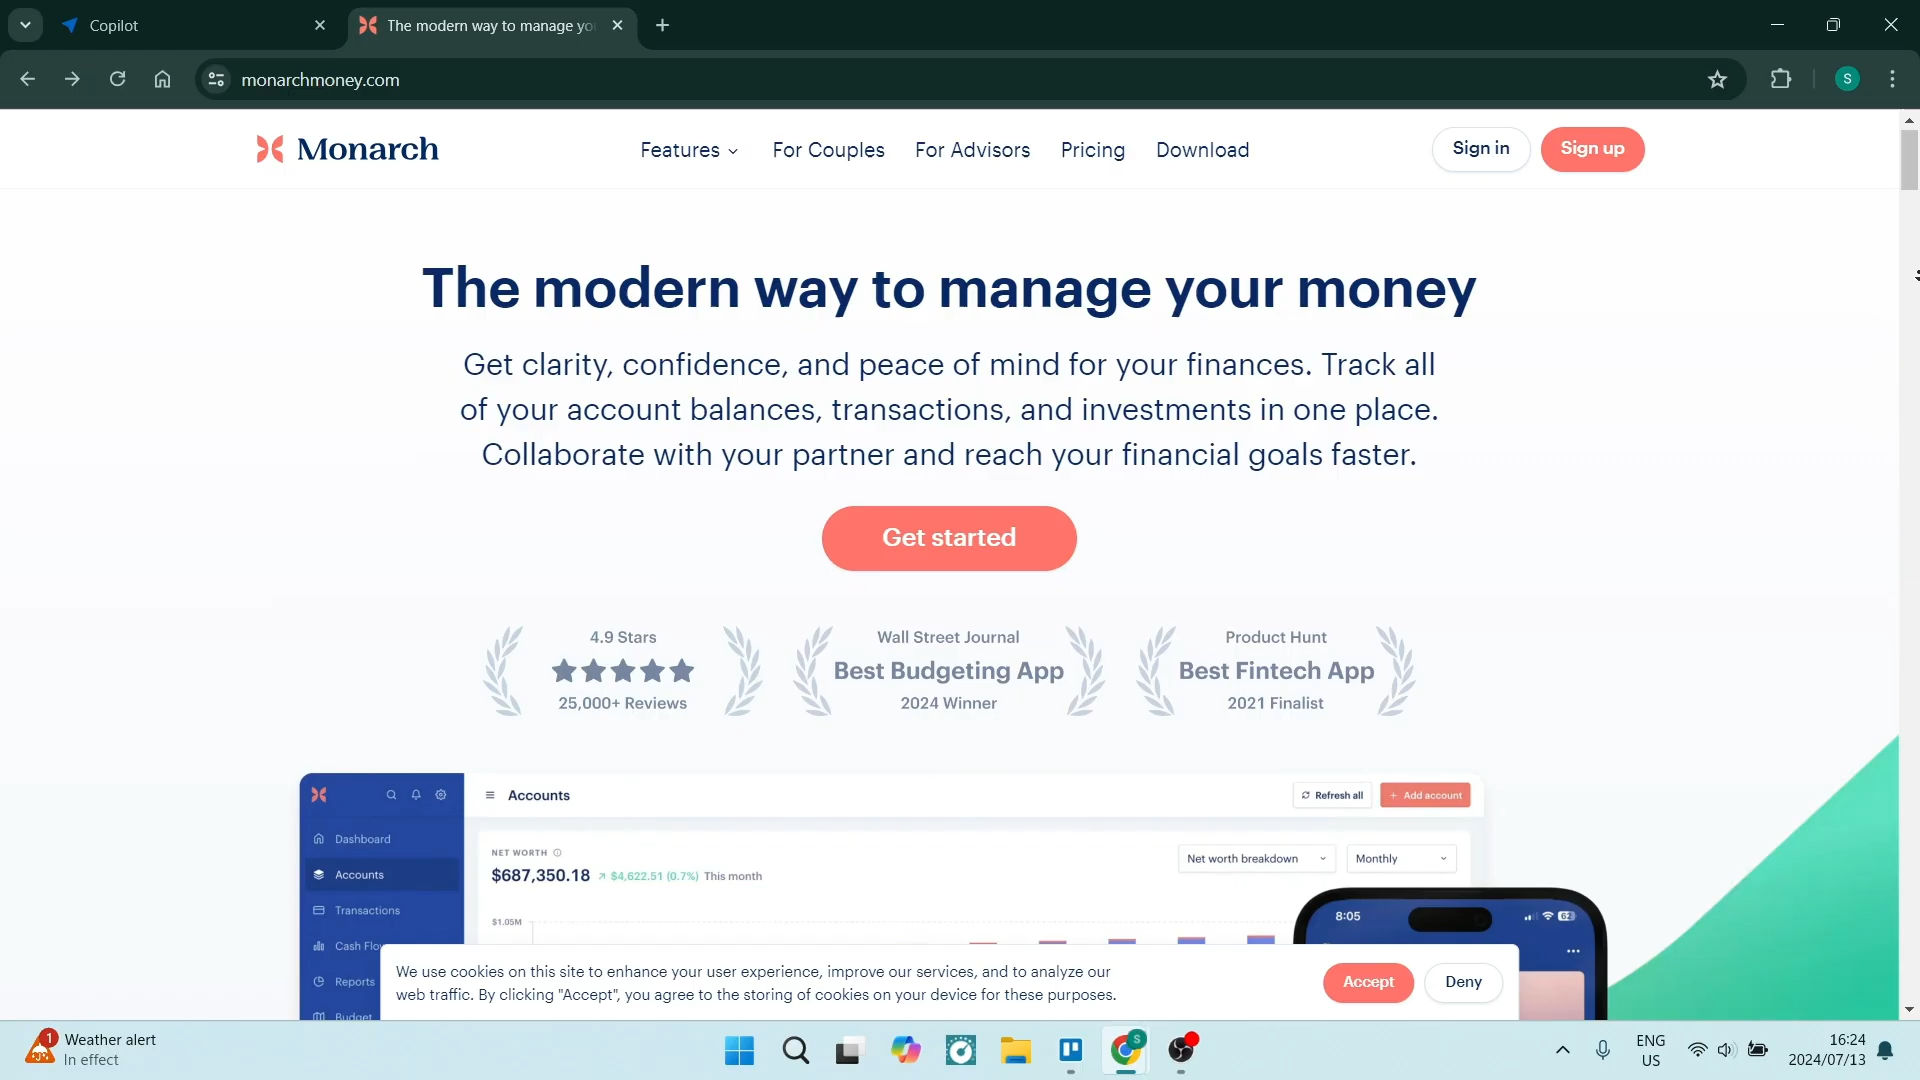 Copilot
The modern way to manage yo
monarchmoney.com
S
Monarch
Features
For Couples
For Advisors
Pricing
Download
Sign in
Sign up
The modern way to manage your money
Get clarity, confidence, and peace of mind for your finances. Track all
of your account balances, transactions, and investments in one place.
Collaborate with your partner and reach your financial goals faster.
Get started
4.9 Stars
25,000+ Reviews
Wall Street Journal
Best Budgeting App
2024 Winner
Product Hunt
Best Fintech App
2021 Finalist
Accounts
Refresh all
+ Add account
Dashboard
Accounts
Transactions
Cash Flo
Reports
Budget
NET WORTH
$687,350.18
$4,622.51 (0.7%) This month
Net worth breakdown
Monthly
$1.05M
8:05
62
We use cookies on this site to enhance your user experience, improve our services, and to analyze our
web traffic. By clicking "Accept", you agree to the storing of cookies on your device for these purposes.
Accept
Deny
1
Weather alert
In effect
S
ENG
US
16:24
2024/07/13